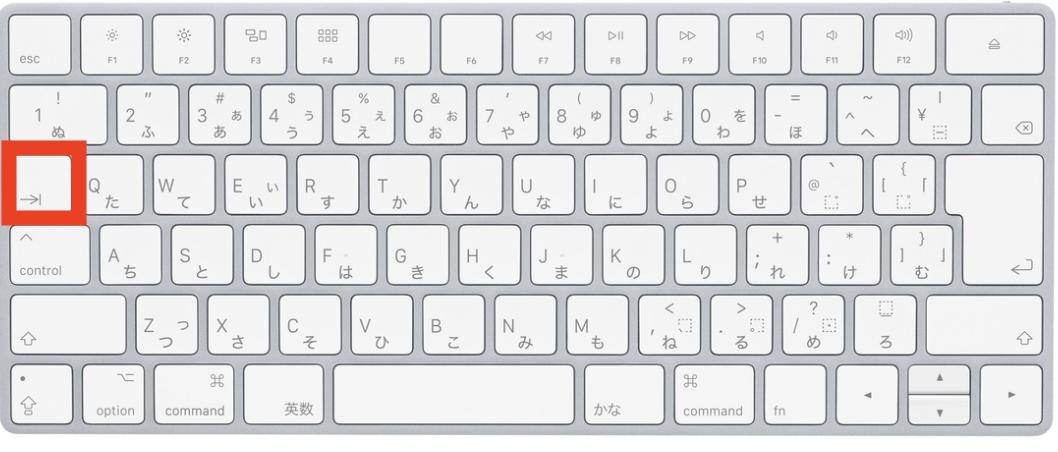 esc F1 F2 F3 F4 F5 F6 F7 F8 F9 F10 F11 F12
! " # $ % & ' ( ) = ~ |
1 2 3 ぁ 4 ぅ 5 ぇ 6 ぉ 7 ゃ 8 ゅ 9 ょ 0 を - ^ ¥
ぬ ふ あ う え お や ゆ よ わ ほ へ
Q W E ぃ R T Y U I O P @ ` [ { 「
た て い す か ん な に ら せ
^ A S D F G H J K L ; + : * ] } 」
control ち と し は き く ま の り れ け む
Z っ X C V B N M , < . > / ?
つ さ そ ひ こ み も ね る め ろ
option command 英数 かな command fn